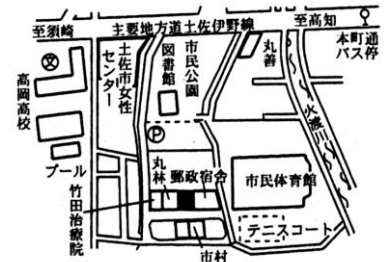 至須崎
主要地方道土佐伊野線
至高知
本町通
バス停
土佐市女性
センター
図書館
市民公園
丸善
火渡川
文
高岡高校
プール
P
丸林
郵政宿舎
市民体育館
竹田治療院
テニスコート
市村